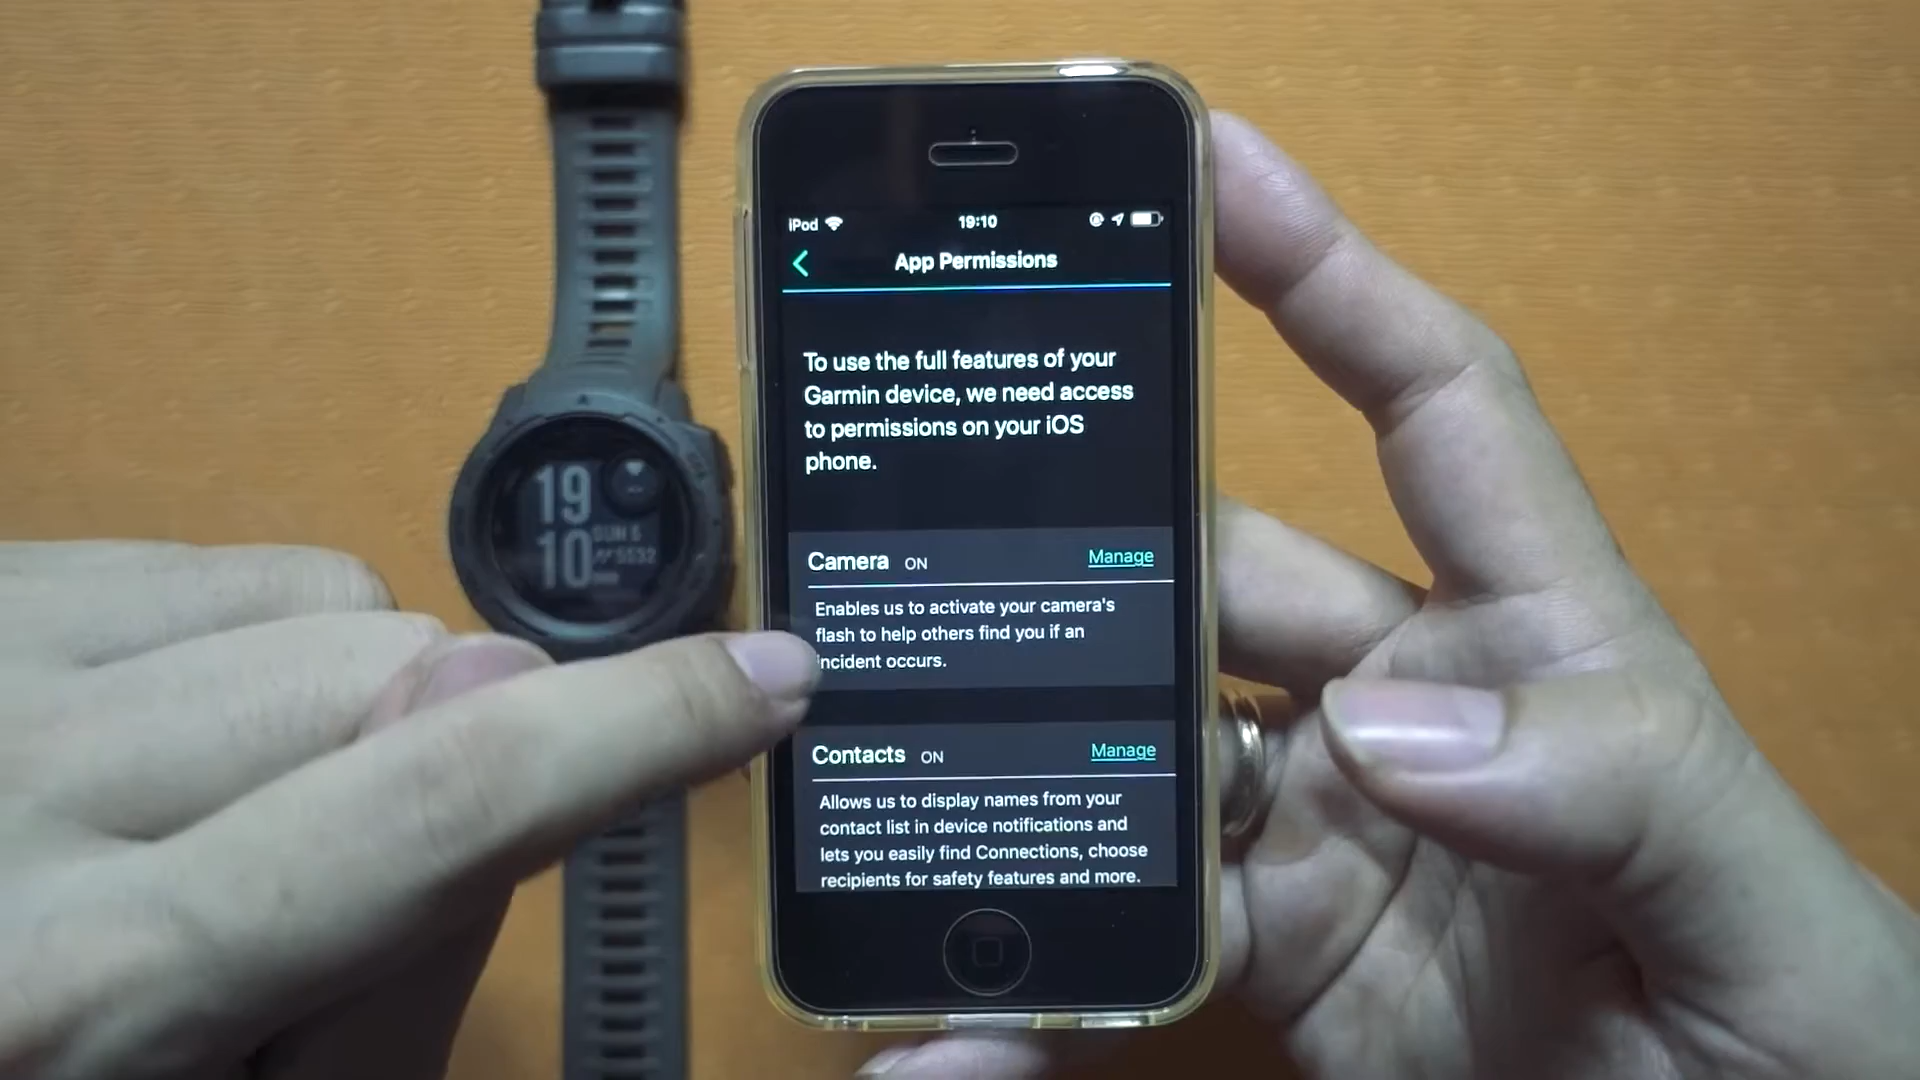 iPod 19:10
App Permissions
To use the full features of your
Garmin device, we need access
to permissions on your iOS
phone.
Camera ON Manage
Enables us to activate your camera's
flash to help others find you if an
incident occurs.
Contacts ON Manage
Allows us to display names from your
contact list in device notifications and
lets you easily find Connections, choose
recipients for safety features and more.
19
SUN 6
10 5532